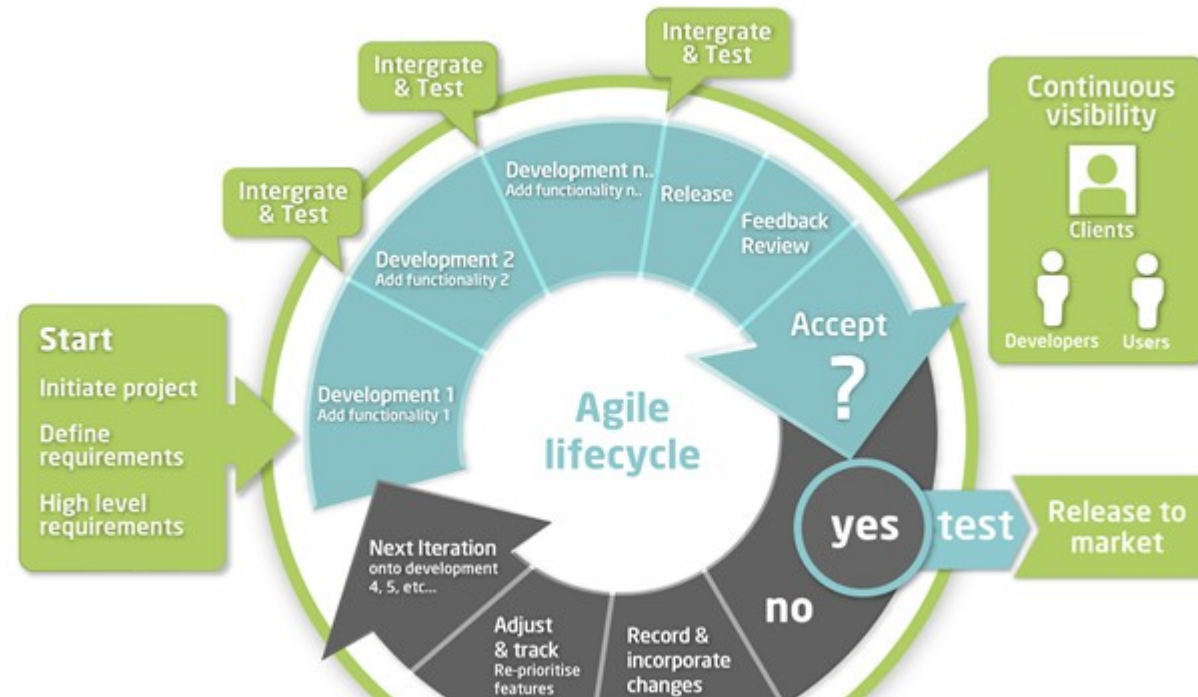 Start
Initiate project
Define
requirements
High level
requirements
Intergrate
& Test
Intergrate
& Test
Intergrate
& Test
Development 1
Add functionality 1
Development 2
Add functionality 2
Development n..
Add functionality n..
Release
Feedback
Review
Accept
?
Agile
lifecycle
Continuous
visibility
Clients
Developers
Users
yes
test
Release to
market
no
Record &
incorporate
changes
Adjust
& track
Re-prioritise
features
Next Iteration
onto development
4, 5, etc...